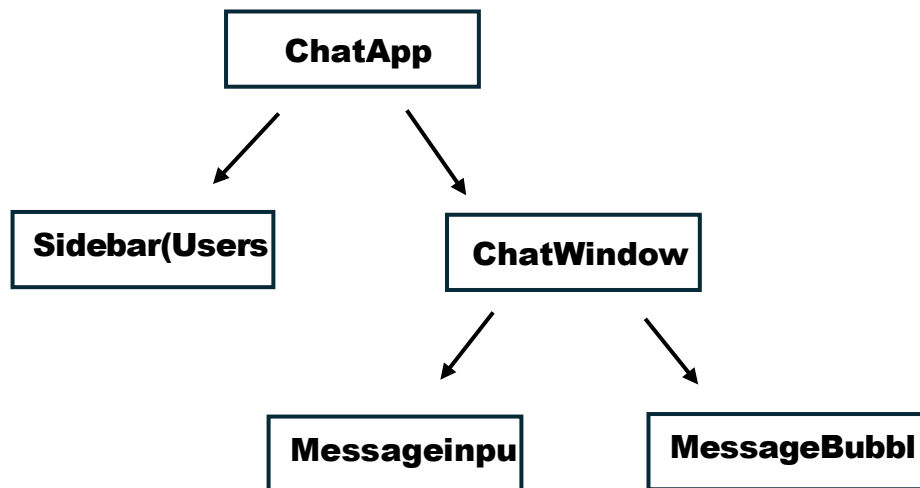 ChatApp
Sidebar(Users
ChatWindow
Messageinpu
MessageBubbl